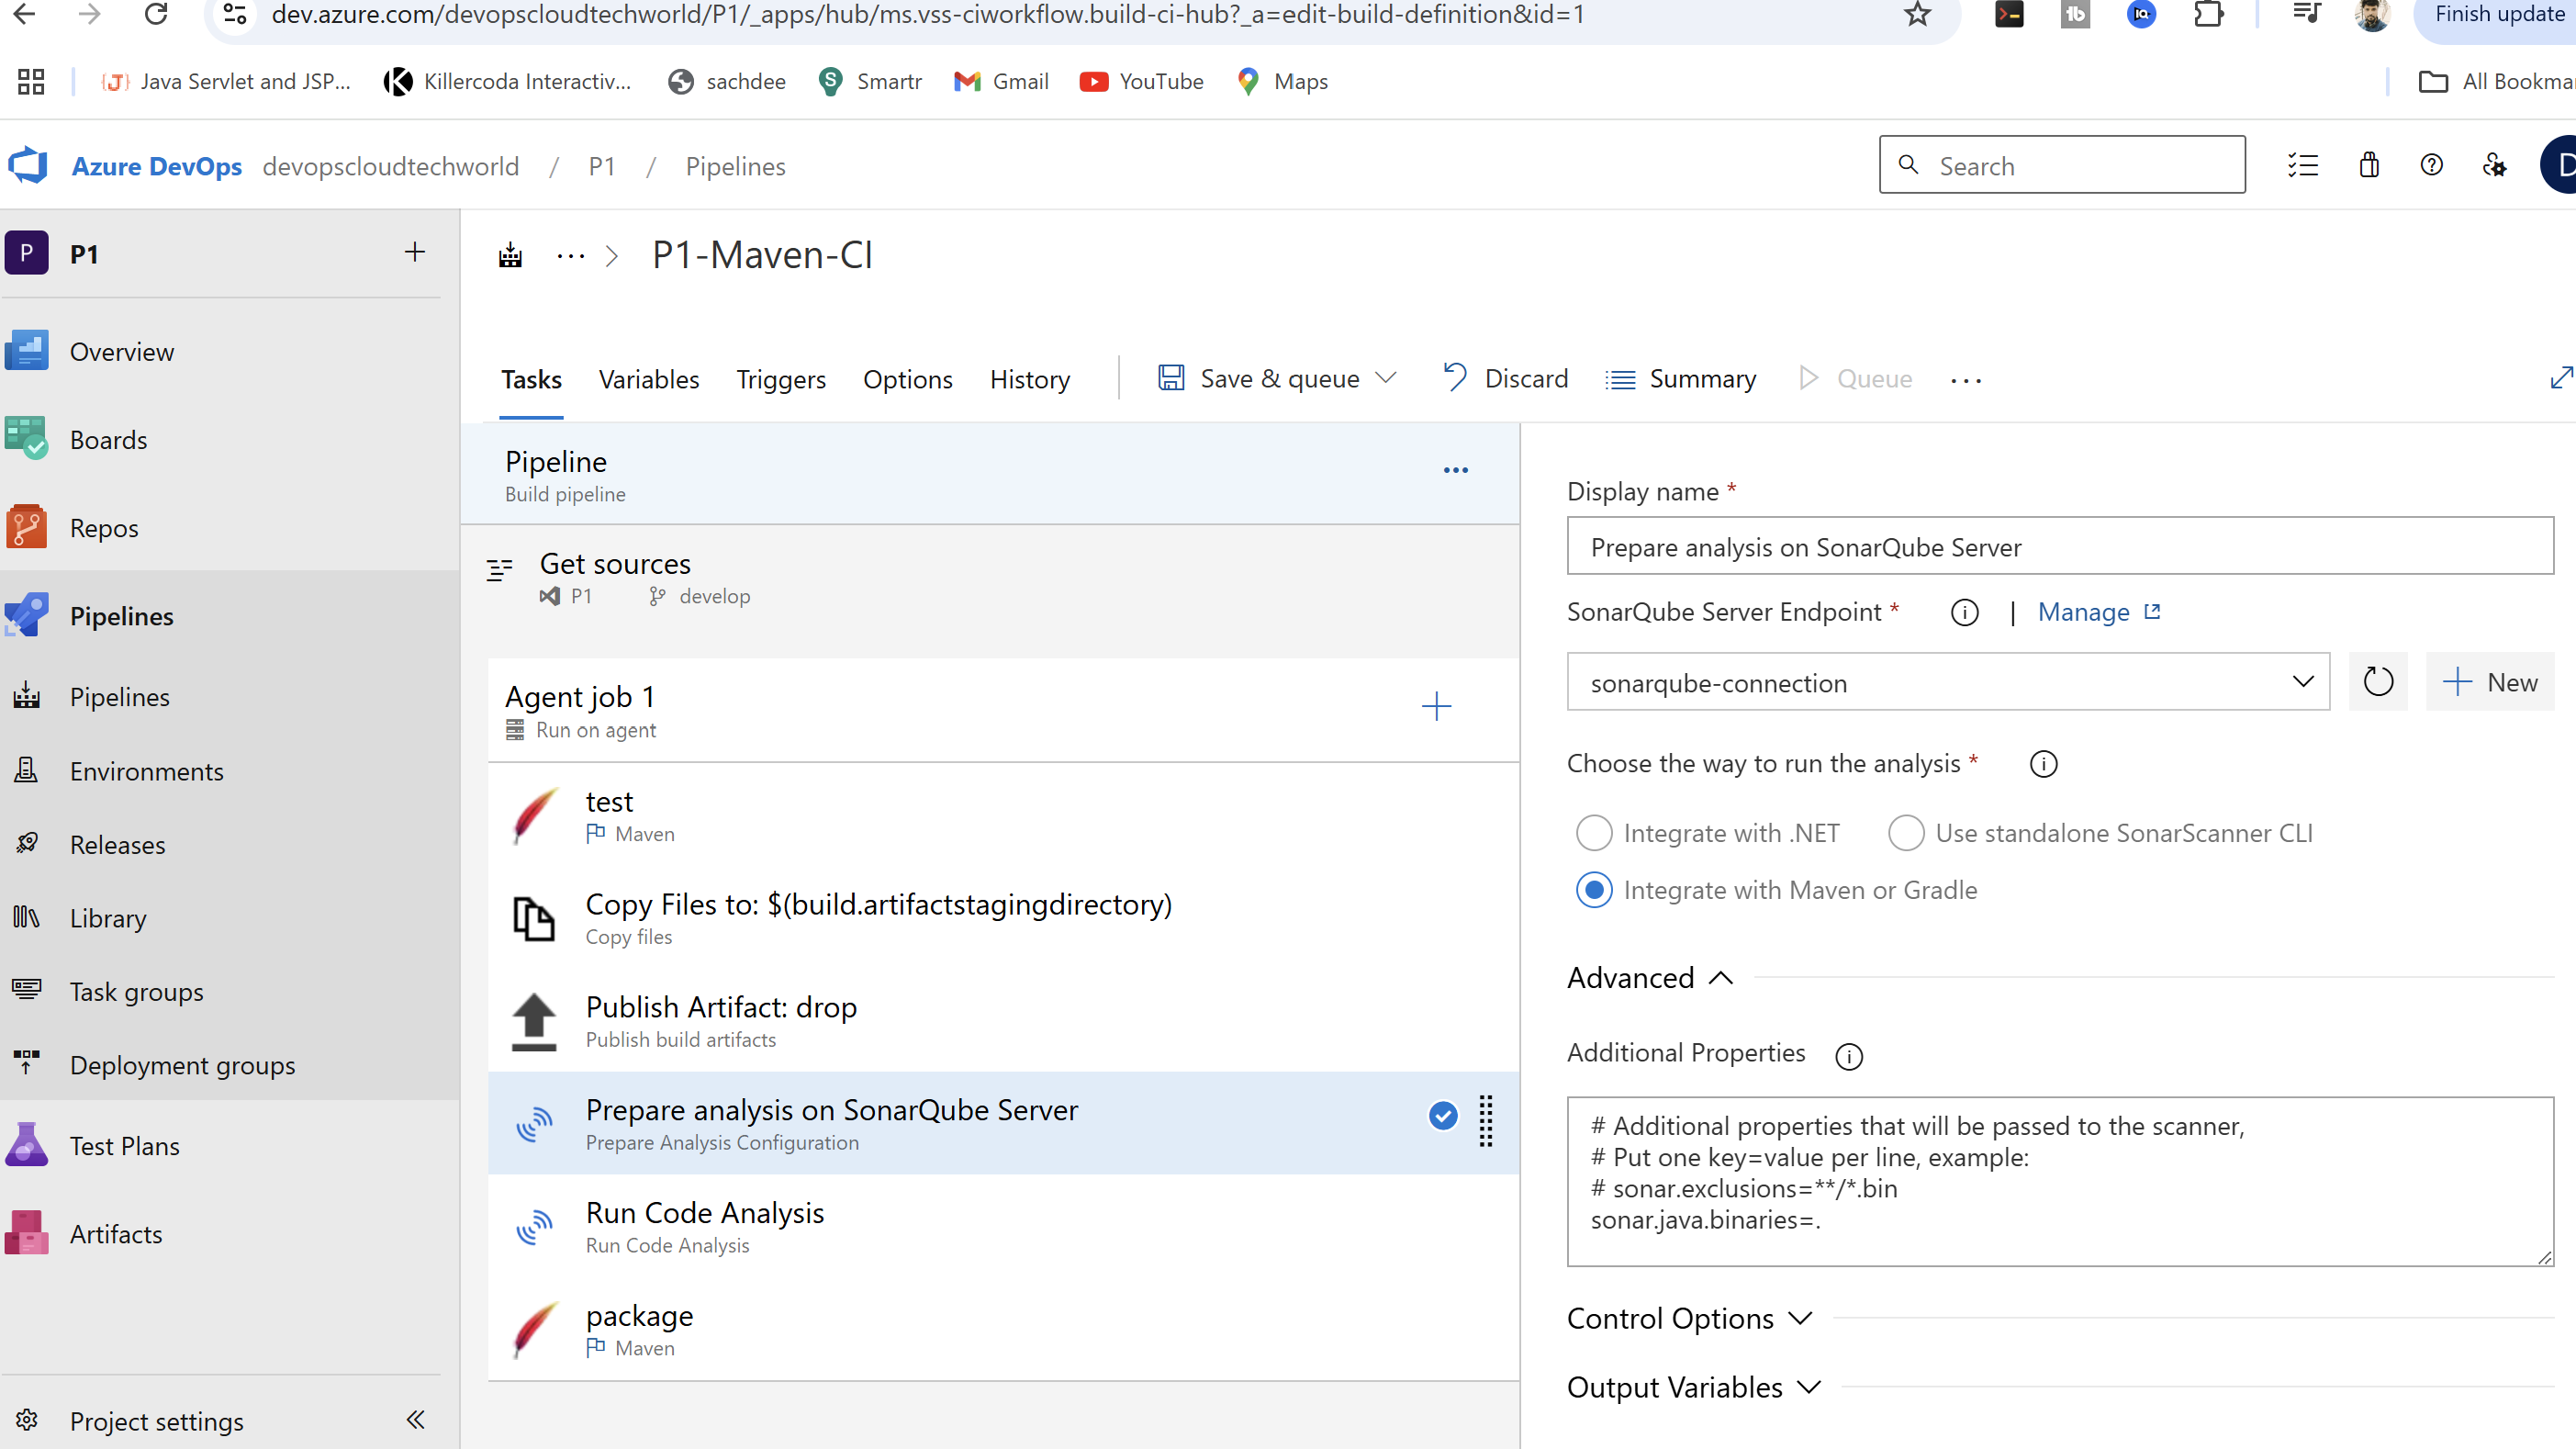 dev.azure.com/devopscloudtechworld/P1/_apps/hub/ms.vss-ciworkflow.build-ci-hub?_a=edit-build-definition&id=1
Finish update
Java Servlet and JSP...
Killercoda Interactiv...
sachdee
Smartr
Gmail
YouTube
Maps
All Bookma
Azure DevOps
devopscloudtechworld / P1 / Pipelines
Search
P P1
P1-Maven-CI
Overview
Boards
Repos
Pipelines
Pipelines
Environments
Releases
Library
Task groups
Deployment groups
Test Plans
Artifacts
Project settings
Tasks
Variables
Triggers
Options
History
Save & queue
Discard
Summary
Queue
Pipeline
Build pipeline
Get sources
P1 develop
Agent job 1
Run on agent
test
Maven
Copy Files to: $(build.artifactstagingdirectory)
Copy files
Publish Artifact: drop
Publish build artifacts
Prepare analysis on SonarQube Server
Prepare Analysis Configuration
Run Code Analysis
Run Code Analysis
package
Maven
Display name *
Prepare analysis on SonarQube Server
SonarQube Server Endpoint * | Manage
sonarqube-connection
New
Choose the way to run the analysis *
Integrate with .NET
Use standalone SonarScanner CLI
Integrate with Maven or Gradle
Advanced
Additional Properties
# Additional properties that will be passed to the scanner,
# Put one key=value per line, example:
# sonar.exclusions=**/*.bin
sonar.java.binaries=.
Control Options
Output Variables